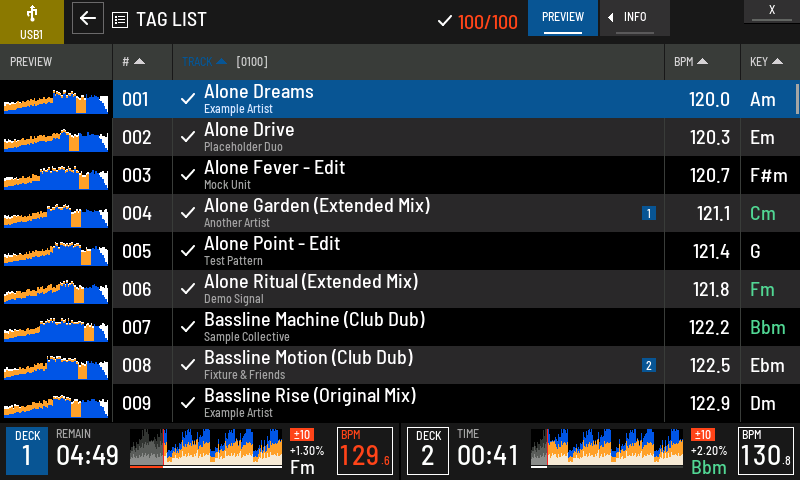 USB1
TAG LIST
100/100
PREVIEW
INFO
X
PREVIEW
#
TRACK
[0100]
BPM
KEY
001
Alone Dreams
Example Artist
120.0
Am
002
Alone Drive
Placeholder Duo
120.3
Em
003
Alone Fever - Edit
Mock Unit
120.7
F#m
004
Alone Garden (Extended Mix)
Another Artist
1
121.1
Cm
005
Alone Point - Edit
Test Pattern
121.4
G
006
Alone Ritual (Extended Mix)
Demo Signal
121.8
Fm
007
Bassline Machine (Club Dub)
Sample Collective
122.2
Bbm
008
Bassline Motion (Club Dub)
Fixture & Friends
2
122.5
Ebm
009
Bassline Rise (Original Mix)
Example Artist
122.9
Dm
DECK
1
REMAIN
04:49
±10
+1.30%
Fm
BPM
129.6
DECK
2
TIME
00:41
±10
+2.20%
Bbm
BPM
130.8